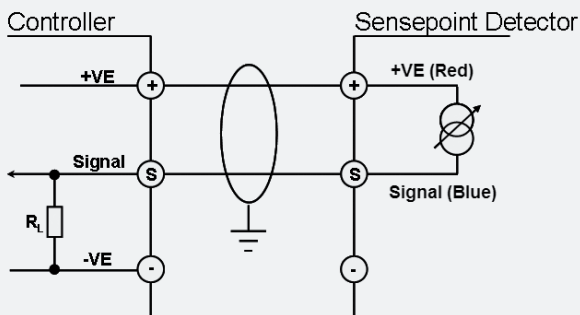 Controller
Sensepoint Detector
+VE
+
+
+VE (Red)
Signal
S
S
Signal (Blue)
RL
-VE
-
-